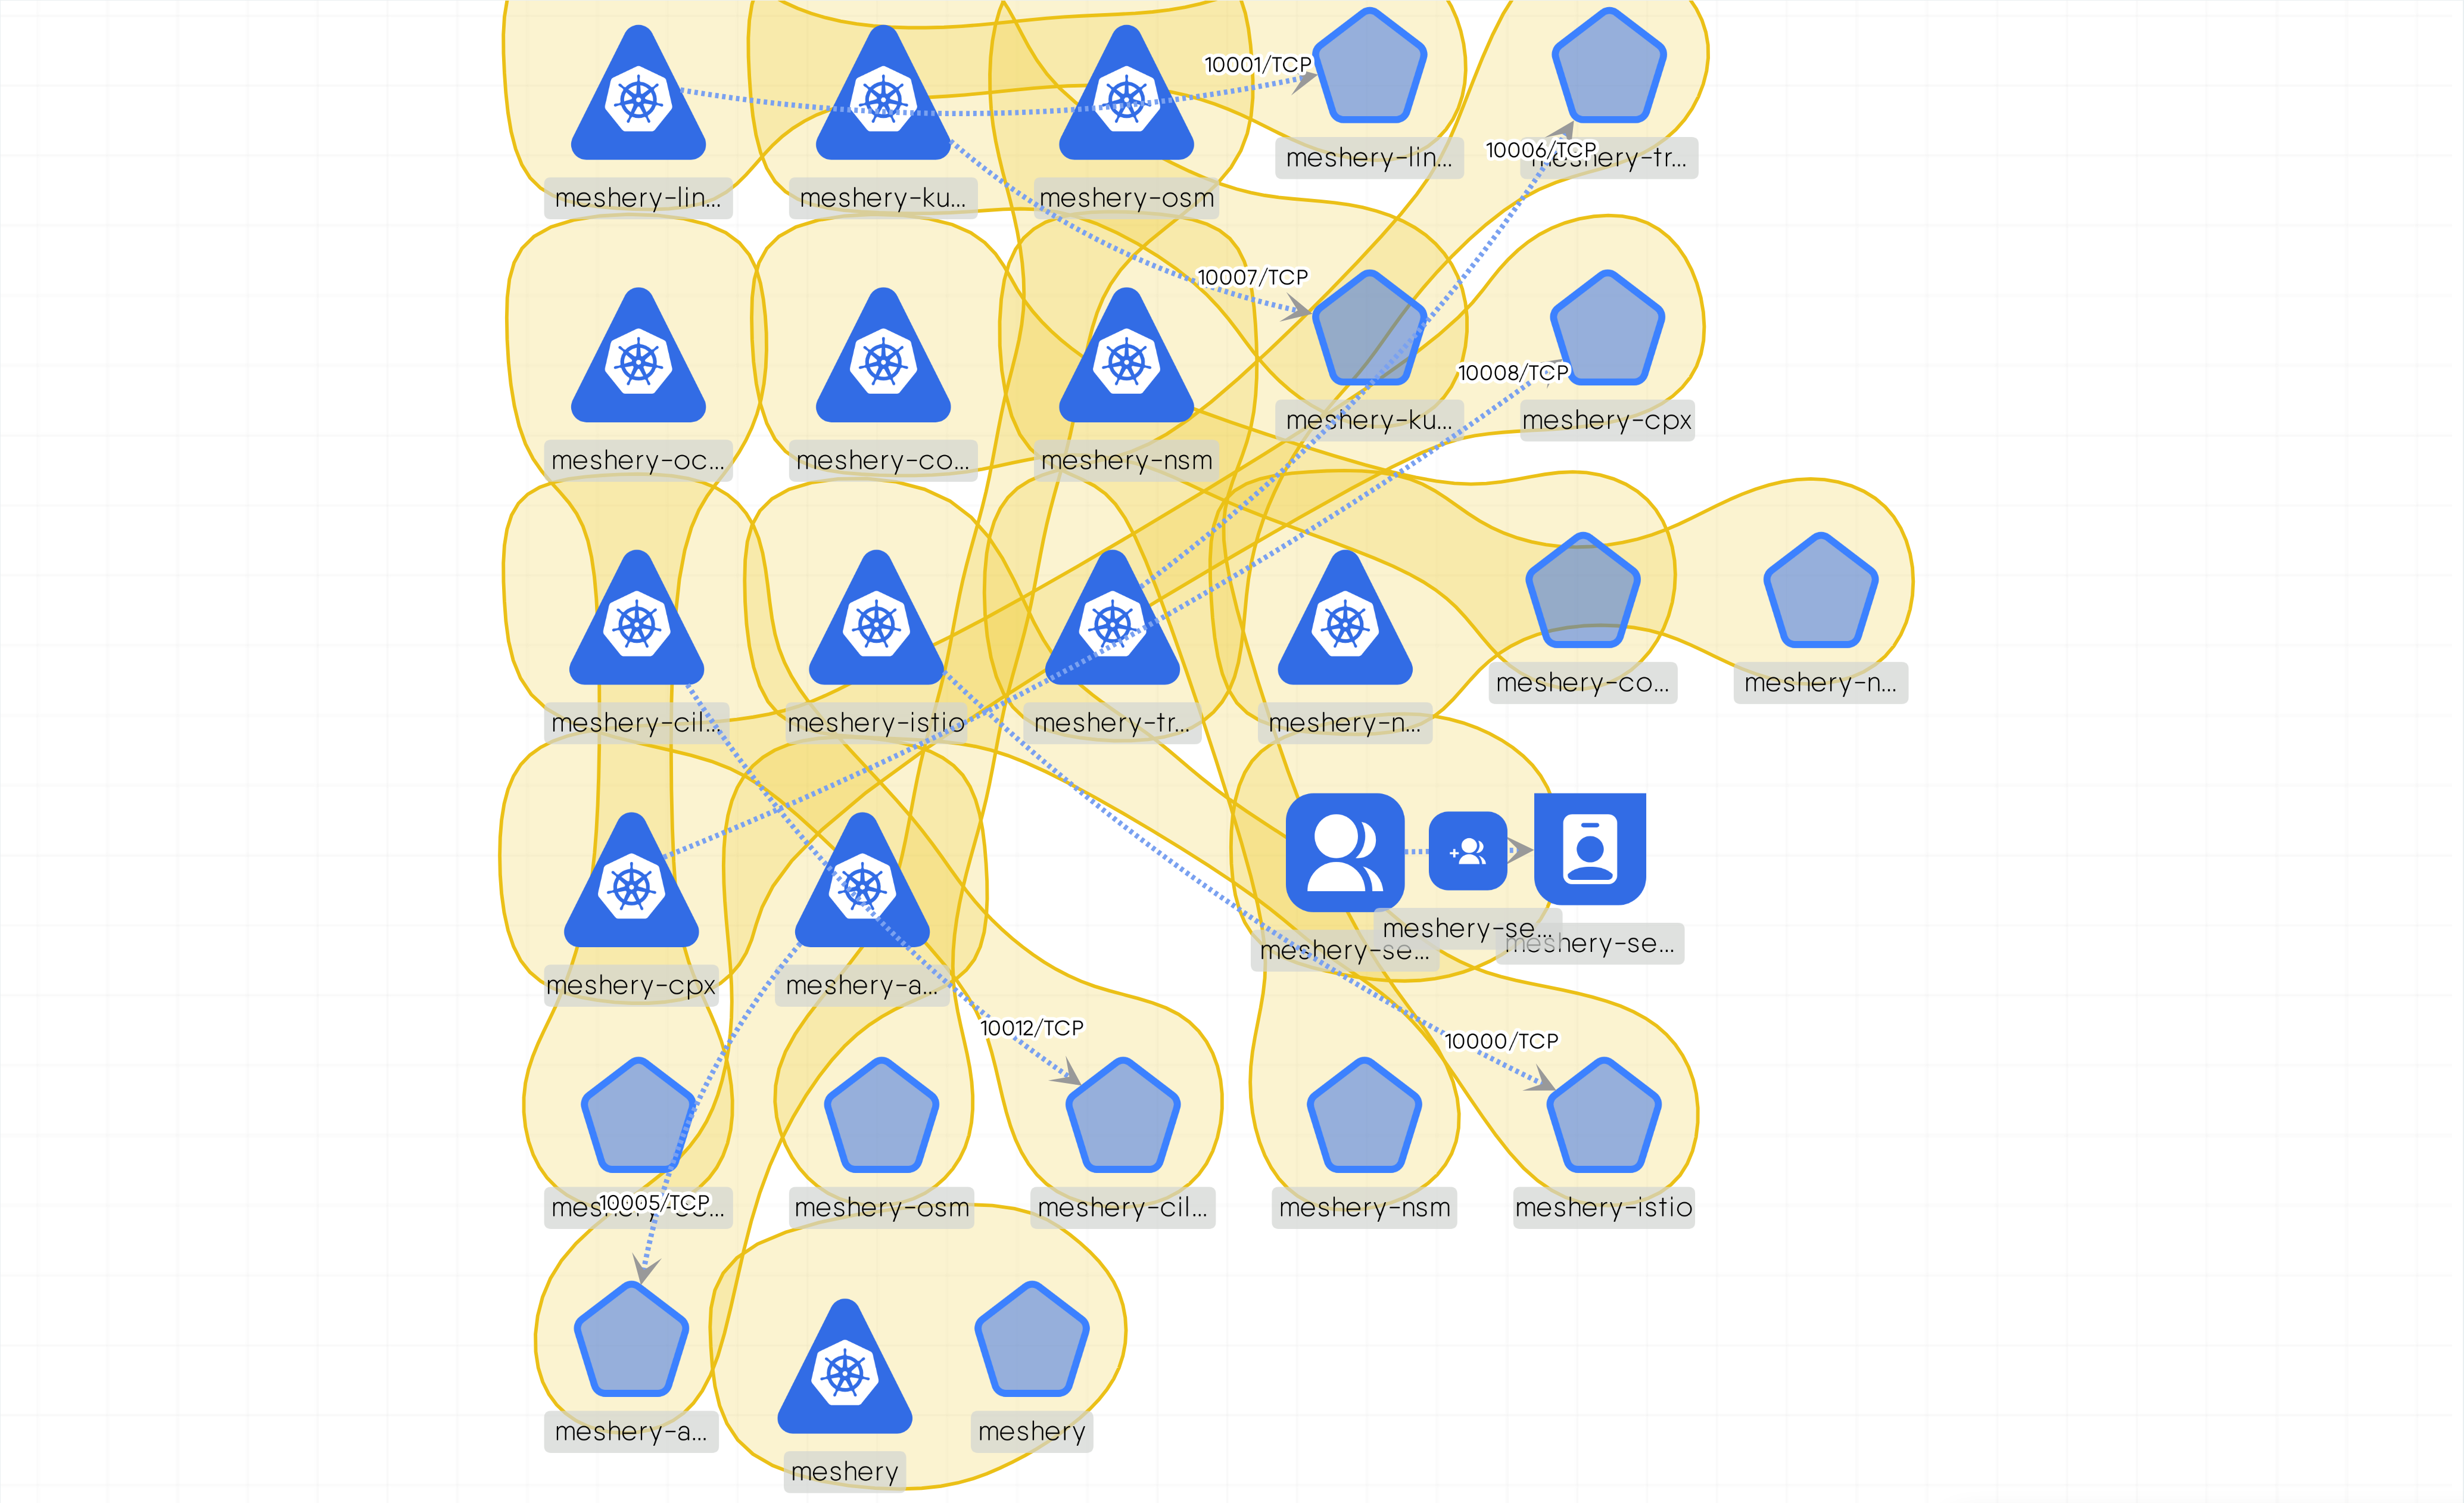 10001/TCP
meshery-lin...
10006/TCP
meshery-tr...
meshery-lin...
meshery-ku...
meshery-osm
10007/TCP
10008/TCP
meshery-ku...
meshery-cpx
meshery-oc...
meshery-co...
meshery-nsm
meshery-co...
meshery-n...
meshery-cil...
meshery-istio
meshery-tr...
meshery-n...
meshery-se...
meshery-se...
meshery-se...
meshery-cpx
meshery-a...
10012/TCP
10000/TCP
10005/TCP
meshery-osm
meshery-cil...
meshery-nsm
meshery-istio
meshery-a...
meshery
meshery